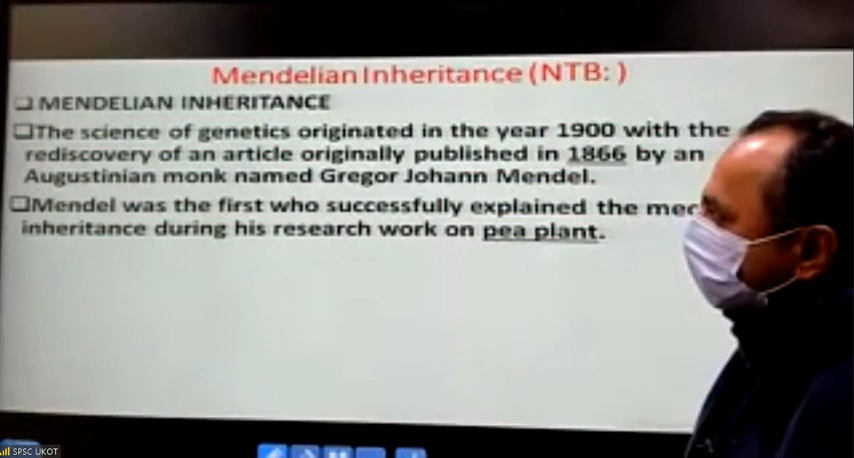 Mendelian Inheritance (NTB: )
❑ MENDELIAN INHERITANCE
❑The science of genetics originated in the year 1900 with the
rediscovery of an article originally published in 1866 by an
Augustinian monk named Gregor Johann Mendel.
❑Mendel was the first who successfully explained the
inheritance during his research work on pea plant.
SPSC UKOT